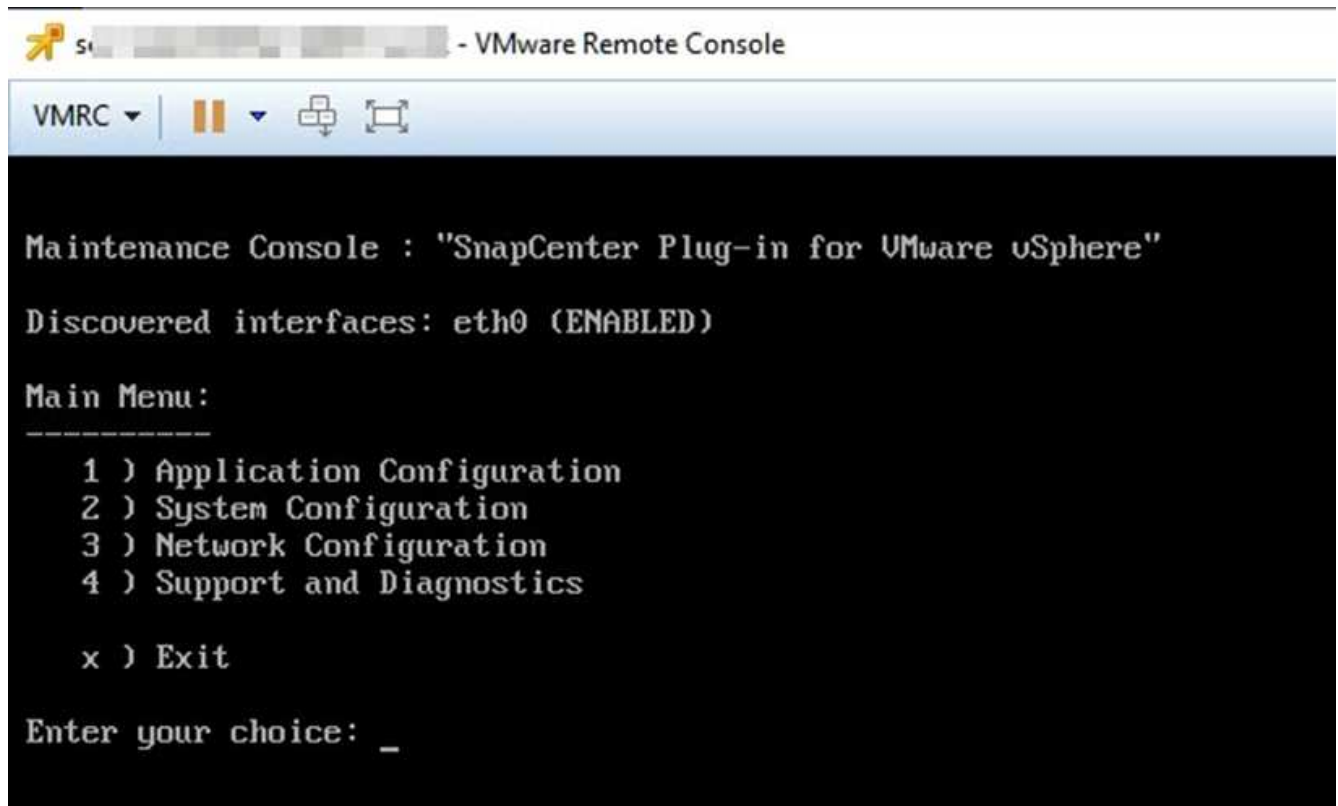 - VMware Remote Console
VMRC
Maintenance Console : "SnapCenter Plug-in for VMware vSphere"
Discovered interfaces: eth0 (ENABLED)
Main Menu:
----------
1 ) Application Configuration
2 ) System Configuration
3 ) Network Configuration
4 ) Support and Diagnostics
x ) Exit
Enter your choice: _